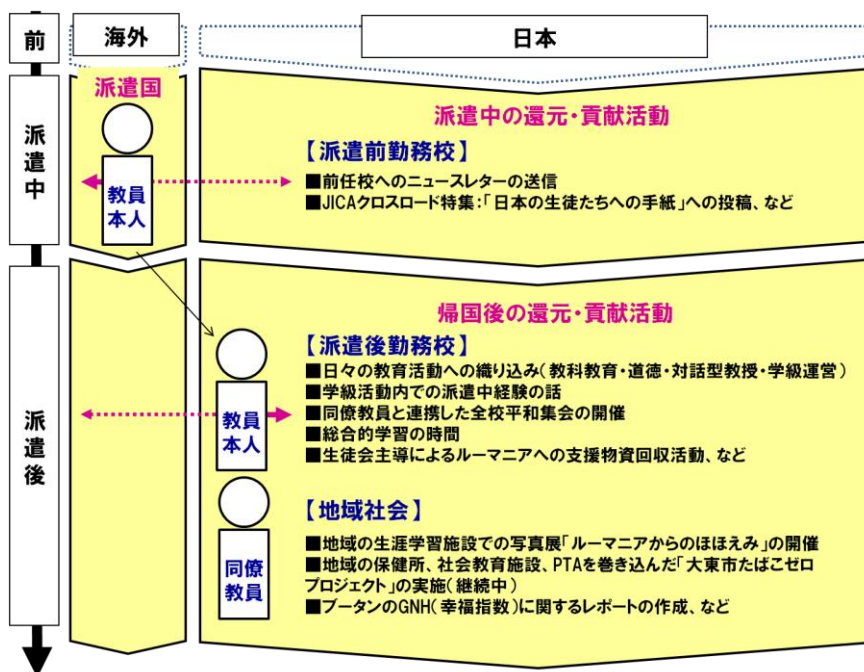 前
海外
日本
派遣中
派遣国
教員
本人
派遣中の還元・貢献活動
【派遣前勤務校】
■前任校へのニュースレターの送信
■JICAクロスロード特集:「日本の生徒たちへの手紙」への投稿、など
派遣後
帰国後の還元・貢献活動
【派遣後勤務校】
■日々の教育活動への織り込み(教科教育・道徳・対話型教授・学級運営)
■学級活動内での派遣中経験の話
■同僚教員と連携した全校平和集会の開催
■総合的学習の時間
■生徒会主導によるルーマニアへの支援物資回収活動、など
教員
本人
【地域社会】
■地域の生涯学習施設での写真展「ルーマニアからのほほえみ」の開催
■地域の保健所、社会教育施設、PTAを巻き込んだ「大東市たばこゼロ
プロジェクト」の実施(継続中)
■ブータンのGNH(幸福指数)に関するレポートの作成、など
同僚
教員